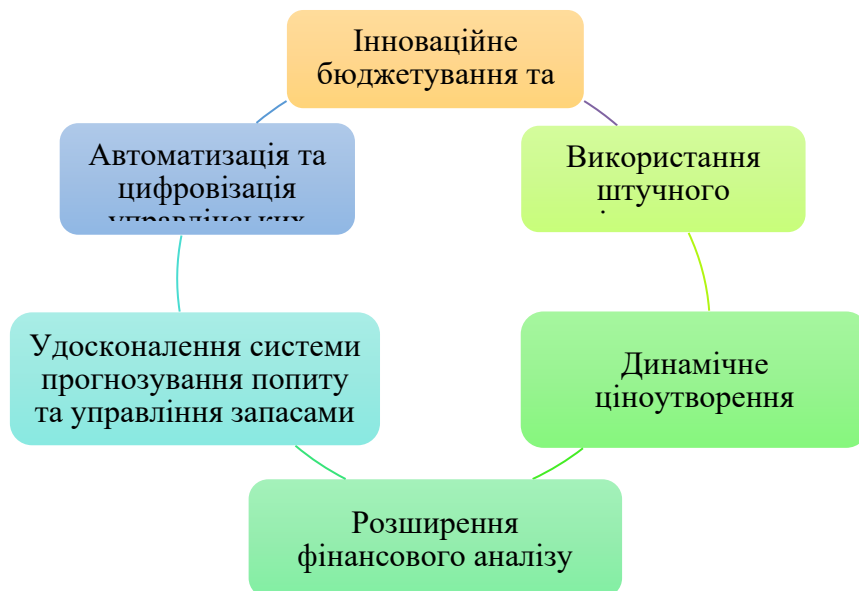 Інноваційне
бюджетування та
Використання
штучного
Динамічне
ціноутворення
Розширення
фінансового аналізу
Удосконалення системи
прогнозування попиту
та управління запасами
Автоматизація та
цифровізація
управлінських